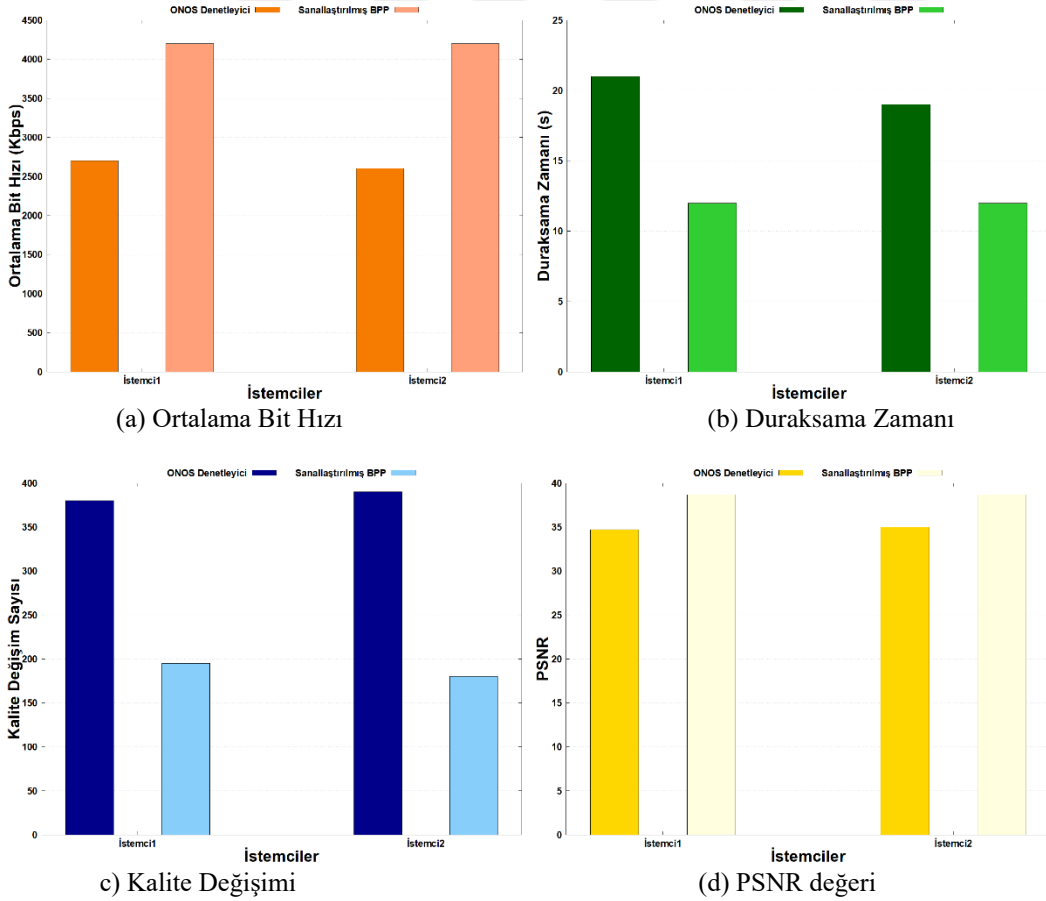 ONOS Denetleyici Sanallaştırılmış BPP
4500
4000
3500
3000
2500
2000
1500
1000
500
0
Ortalama Bit Hızı (Kbps)
İstemci1 İstemci2
İstemciler
(a) Ortalama Bit Hızı
ONOS Denetleyici Sanallaştırılmış BPP
25
20
15
10
5
0
Duraksama Zamanı (s)
İstemci1 İstemci2
İstemciler
(b) Duraksama Zamanı
ONOS Denetleyici Sanallaştırılmış BPP
400
350
300
250
200
150
100
50
0
Kalite Değişim Sayısı
İstemci1 İstemci2
İstemciler
c) Kalite Değişimi
ONOS Denetleyici Sanallaştırılmış BPP
40
35
30
25
20
15
10
5
0
PSNR
İstemci1 İstemci2
İstemciler
(d) PSNR değeri